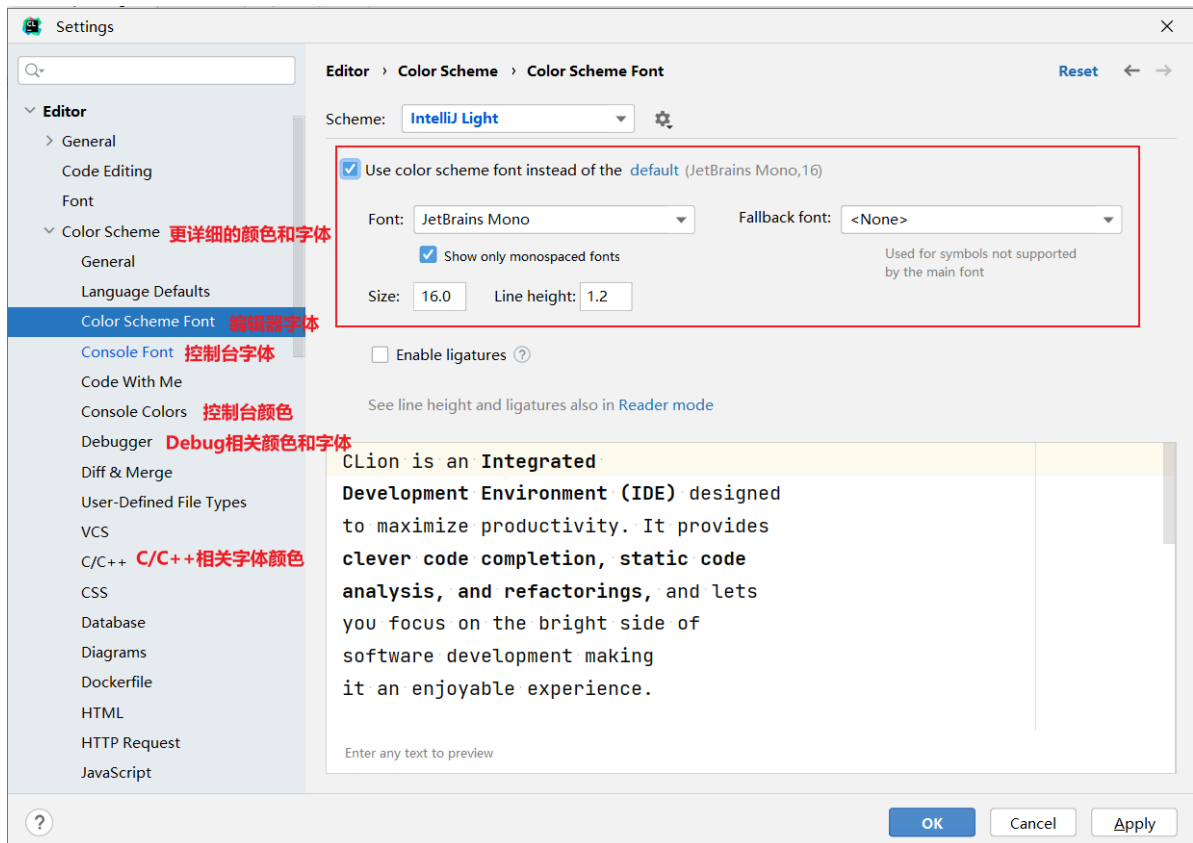 Settings
Editor › Color Scheme › Color Scheme Font
Reset
Editor
General
Code Editing
Font
Color Scheme 更详细的颜色和字体
General
Language Defaults
Color Scheme Font 编辑器字体
Console Font 控制台字体
Code With Me
Console Colors 控制台颜色
Debugger Debug相关颜色和字体
Diff & Merge
User-Defined File Types
VCS
C/C++ C/C++相关字体颜色
CSS
Database
Diagrams
Dockerfile
HTML
HTTP Request
JavaScript
Scheme: IntelliJ Light
Use color scheme font instead of the default (JetBrains Mono,16)
Font: JetBrains Mono Fallback font: <None>
Show only monospaced fonts
Used for symbols not supported
by the main font
Size: 16.0 Line height: 1.2
Enable ligatures ?
See line height and ligatures also in Reader mode
CLion is an Integrated
Development Environment (IDE) designed
to maximize productivity. It provides
clever code completion, static code
analysis, and refactorings, and lets
you focus on the bright side of
software development making
it an enjoyable experience.
Enter any text to preview
? OK Cancel Apply